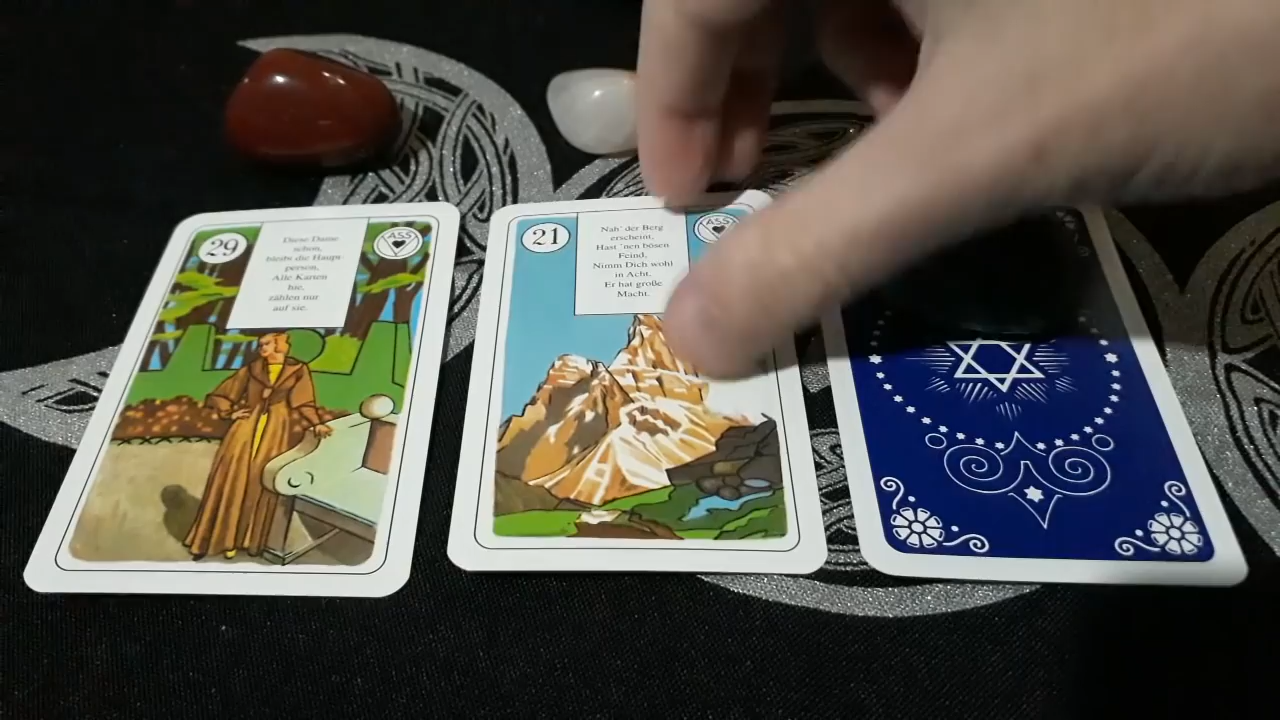 29
Diese Dame
schon,
bleibt die Haupt-
person,
Alle Karten
hie,
zählen nur
auf sie.
ASS
21
Nah' der Berg
erscheint,
Hast 'nen bösen
Feind,
Nimm Dich wohl
in Acht,
Er hat große
Macht.
ASS